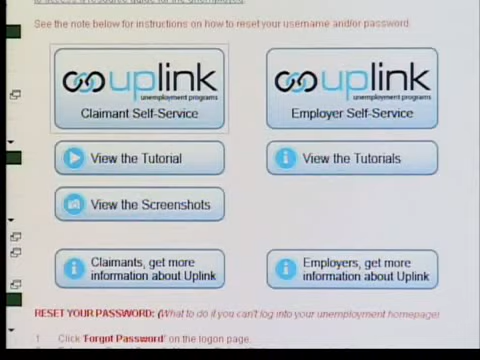 See the note below for instructions on how to reset your username and/or password.
uplink
unemployment programs
Claimant Self-Service
uplink
unemployment programs
Employer Self-Service
View the Tutorial
View the Tutorials
View the Screenshots
Claimants, get more
information about Uplink
Employers, get more
information about Uplink
RESET YOUR PASSWORD: (What to do if you can't log into your unemployment homepage)
1. Click 'Forgot Password' on the logon page.